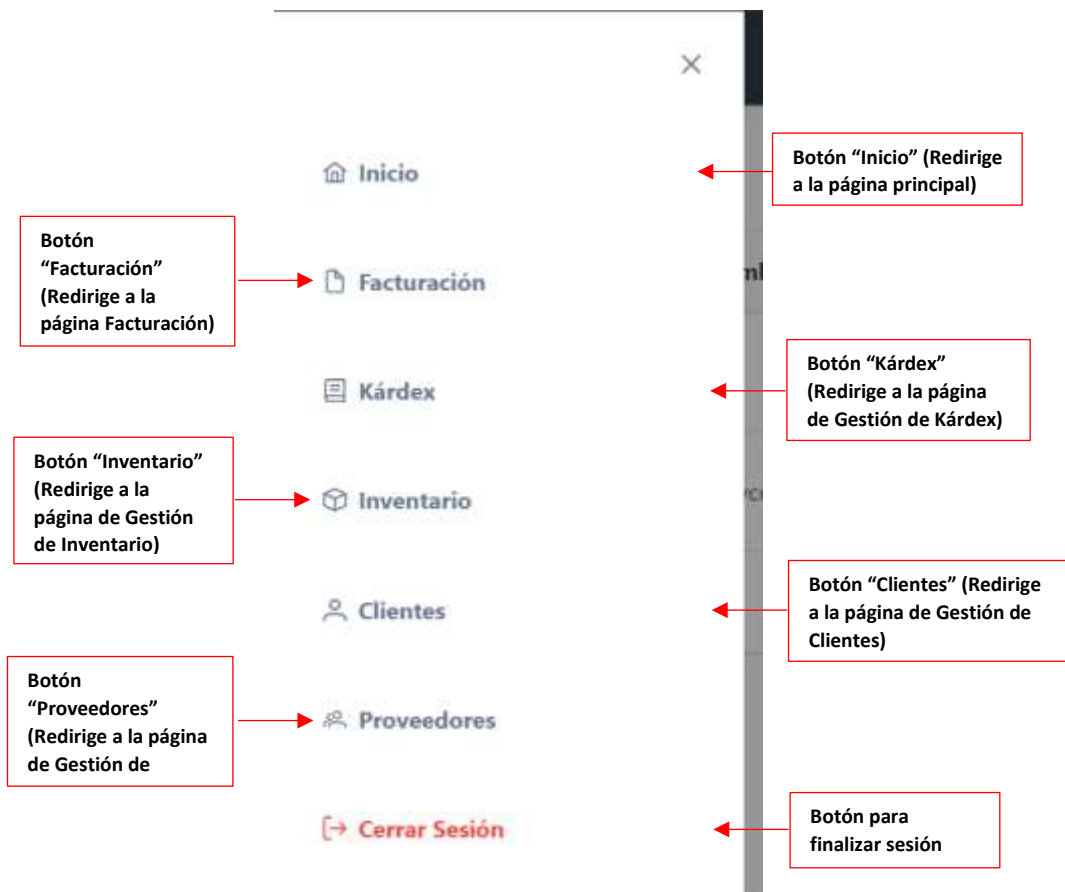 Inicio
Botón “Inicio” (Redirige
a la página principal)
Botón
“Facturación”
(Redirige a la
página Facturación)
Facturación
Kárdex
Botón “Kárdex”
(Redirige a la página
de Gestión de Kárdex)
Botón “Inventario”
(Redirige a la
página de Gestión
de Inventario)
Inventario
Clientes
Botón “Clientes” (Redirige
a la página de Gestión de
Clientes)
Botón
“Proveedores”
(Redirige a la página
de Gestión de
Proveedores
Cerrar Sesión
Botón para
finalizar sesión